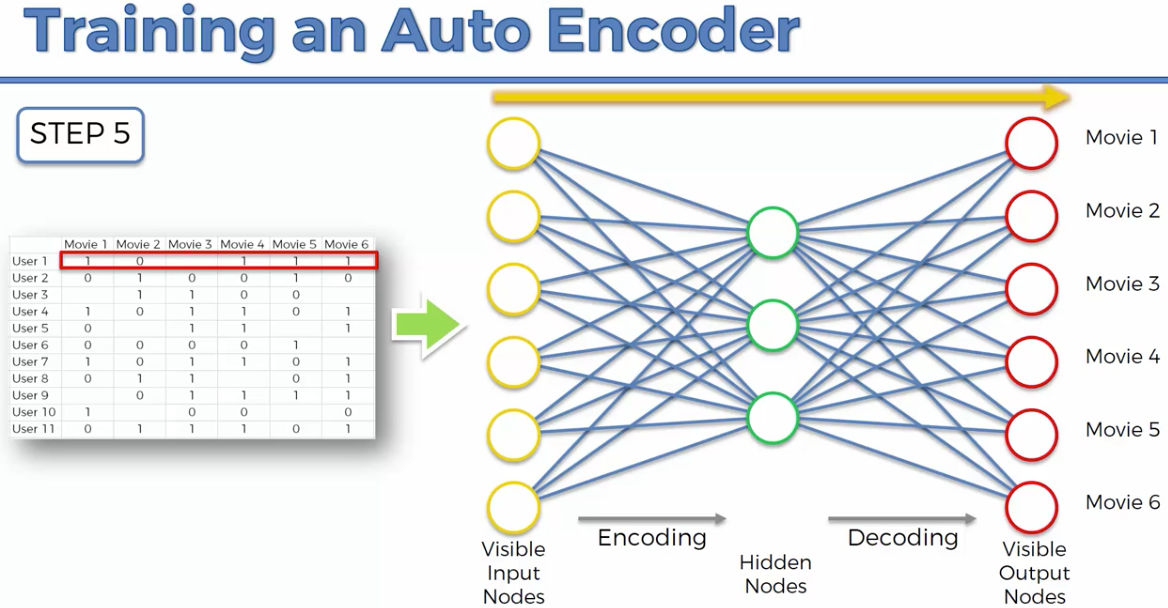 Training an Auto Encoder
STEP 5
Movie 1 Movie 2 Movie 3 Movie 4 Movie 5 Movie 6
User 1 1 0 1 1 1
User 2 0 1 0 0 1 0
User 3 1 1 0 0
User 4 1 0 1 1 0 1
User 5 0 1 1 1
User 6 0 0 0 0 1
User 7 1 0 1 1 0 1
User 8 0 1 1 0 1
User 9 0 1 1 1 1
User 10 1 0 0 0
User 11 0 1 1 1 0 1
Movie 1
Movie 2
Movie 3
Movie 4
Movie 5
Movie 6
Encoding
Decoding
Visible
Input
Nodes
Hidden
Nodes
Visible
Output
Nodes